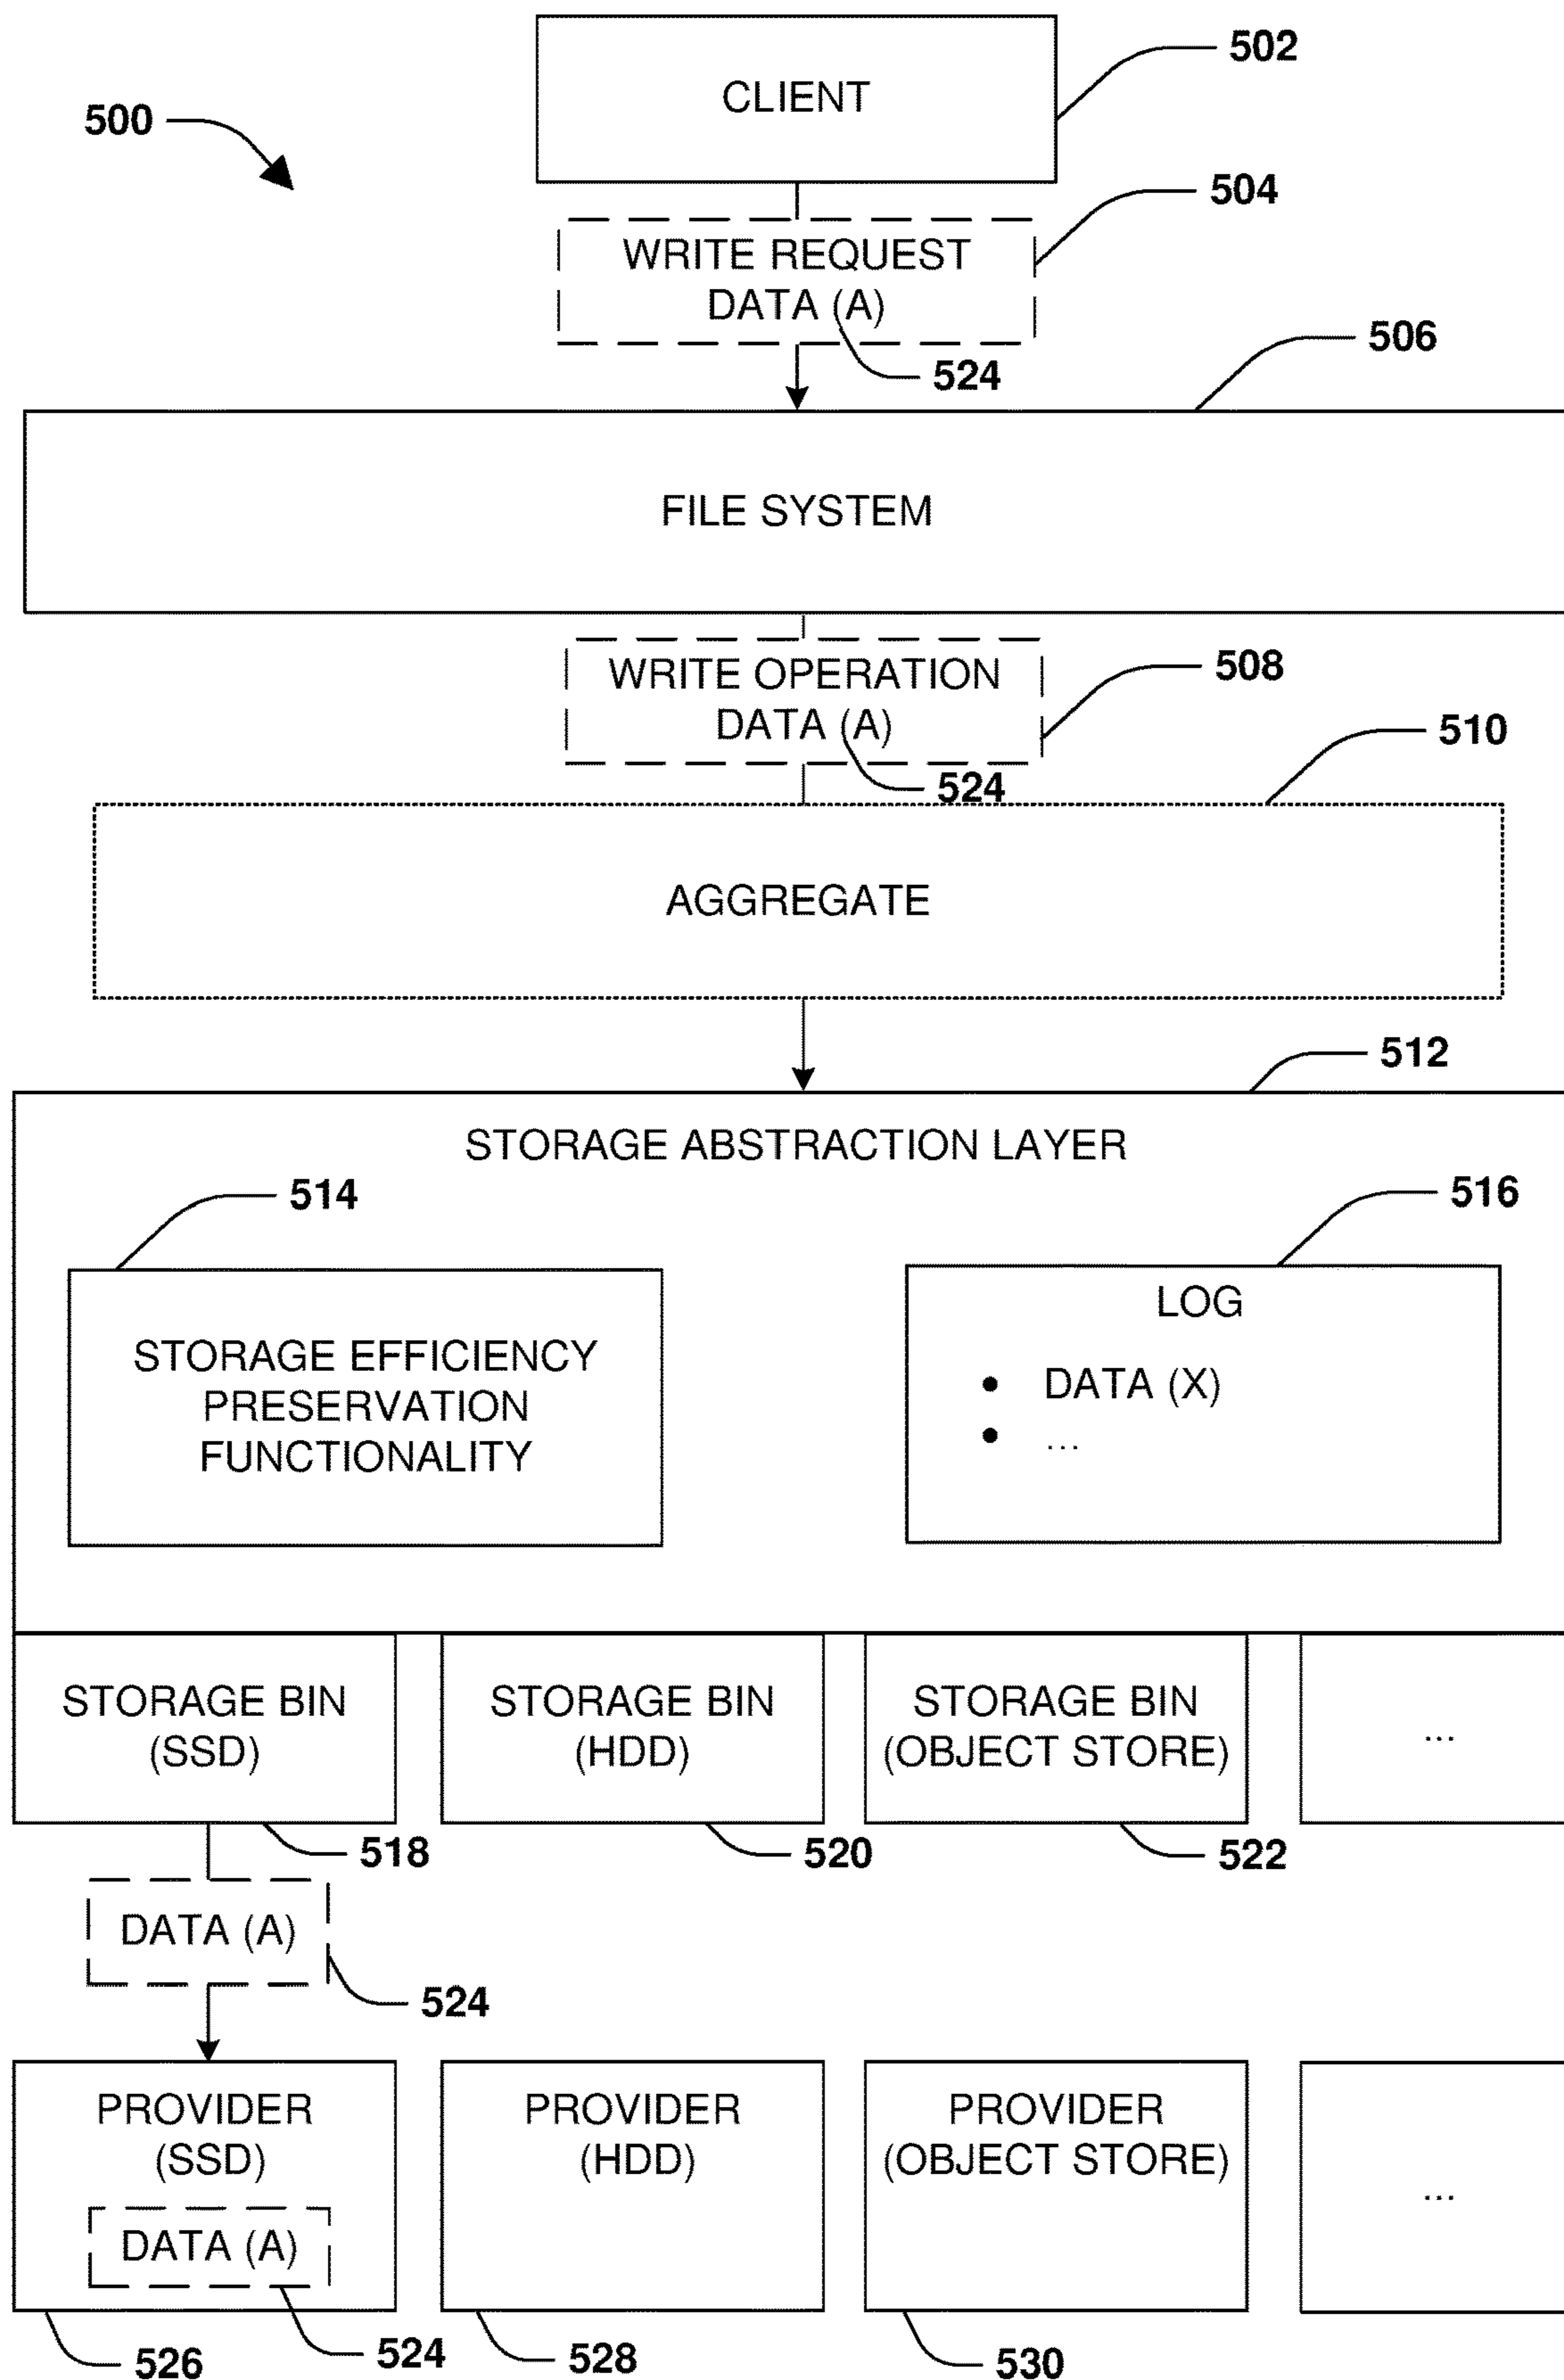 502
CLIENT
500
504
WRITE REQUEST
DATA (A)
506
524
FILE SYSTEM
WRITE OPERATION
508
DATA (A)
510
524
AGGREGATE
512
STORAGE ABSTRACTION LAYER
514
516
LOG
STORAGE EFFICIENCY
PRESERVATION
FUNCTIONALITY
• DATA (X)
• ...
STORAGE BIN
(SSD)
STORAGE BIN
(HDD)
STORAGE BIN
(OBJECT STORE)
...
518
520
522
DATA (A)
524
PROVIDER
(SSD)
DATA (A)
PROVIDER
(HDD)
PROVIDER
(OBJECT STORE)
...
526
524
528
530